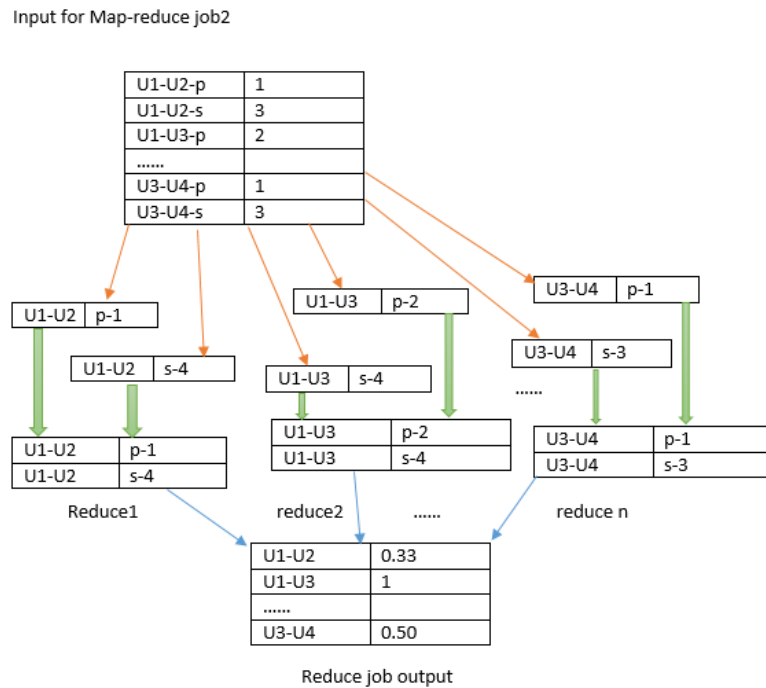 Input for Map-reduce job2
U1-U2-p 1
U1-U2-s 3
U1-U3-p 2
......
U3-U4-p 1
U3-U4-s 3
U3-U4 p-1
U1-U3 p-2
U1-U2 p-1
U3-U4 s-3
U1-U2 s-4
U1-U3 s-4
......
U1-U2 p-1
U1-U2 s-4
U1-U3 p-2
U1-U3 s-4
U3-U4 p-1
U3-U4 s-3
Reduce1 reduce2 ...... reduce n
U1-U2 0.33
U1-U3 1
......
U3-U4 0.50
Reduce job output